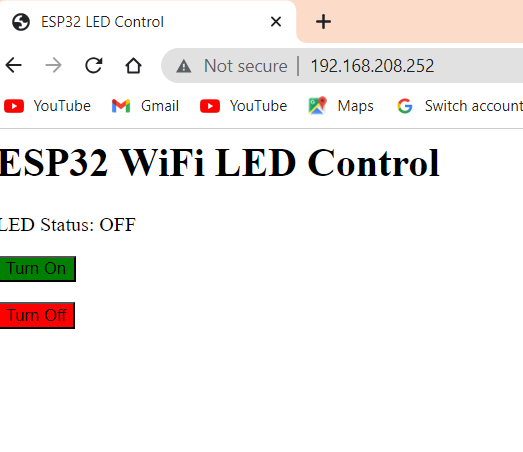 ESP32 LED Control
Not secure | 192.168.208.252
YouTube Gmail YouTube Maps Switch account
ESP32 WiFi LED Control
LED Status: OFF
Turn On
Turn Off